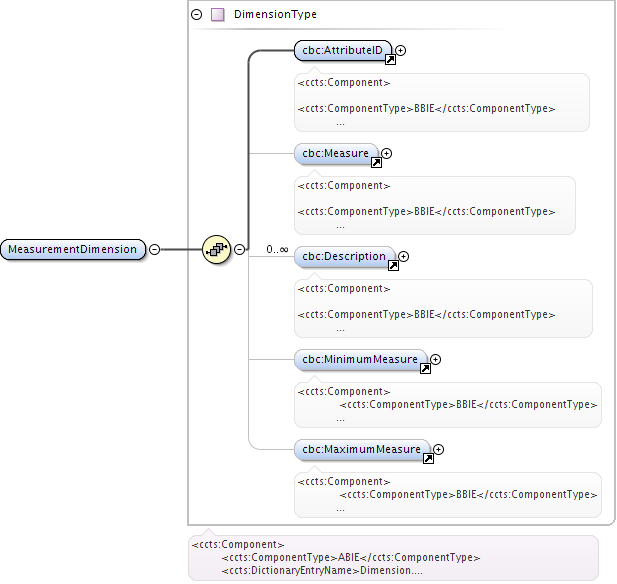 DimensionType
cbc:AttributeID
<ccts:Component>
<ccts:ComponentType>BBIE</ccts:ComponentType>
...
cbc:Measure
<ccts:Component>
<ccts:ComponentType>BBIE</ccts:ComponentType>
...
MeasurementDimension
0..∞
cbc:Description
<ccts:Component>
<ccts:ComponentType>BBIE</ccts:ComponentType>
...
cbc:MinimumMeasure
<ccts:Component>
<ccts:ComponentType>BBIE</ccts:ComponentType>
...
cbc:MaximumMeasure
<ccts:Component>
<ccts:ComponentType>BBIE</ccts:ComponentType>
...
<ccts:Component>
<ccts:ComponentType>ABIE</ccts:ComponentType>
<ccts:DictionaryEntryName>Dimension....